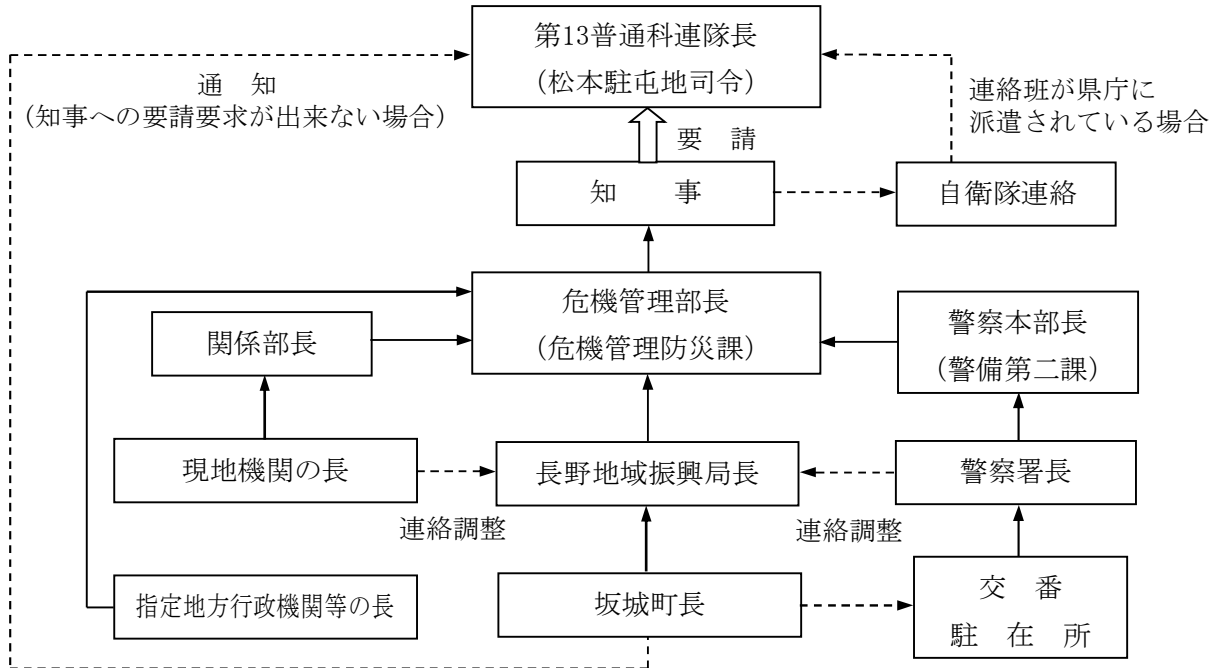 第13普通科連隊長
（松本駐屯地司令）
通　知
（知事への要請要求が出来ない場合）
連絡班が県庁に
派遣されている場合
要　請
知　　事
自衛隊連絡
危機管理部長
（危機管理防災課）
関係部長
警察本部長
（警備第二課）
現地機関の長
長野地域振興局長
警察署長
連絡調整
連絡調整
指定地方行政機関等の長
坂城町長
交　番
駐　在　所